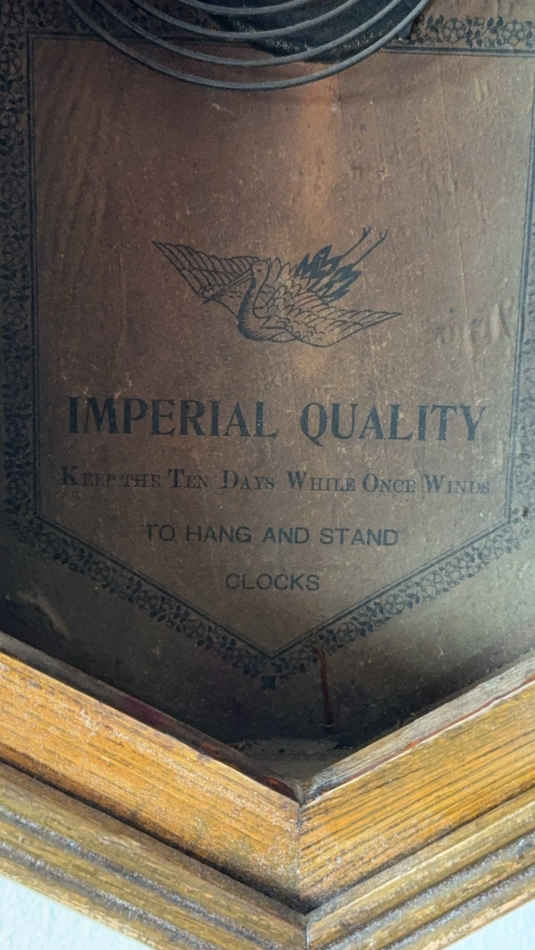 IMPERIAL QUALITY
KEEP THE TEN DAYS WHILE ONCE WINDS
TO HANG AND STAND
CLOCKS